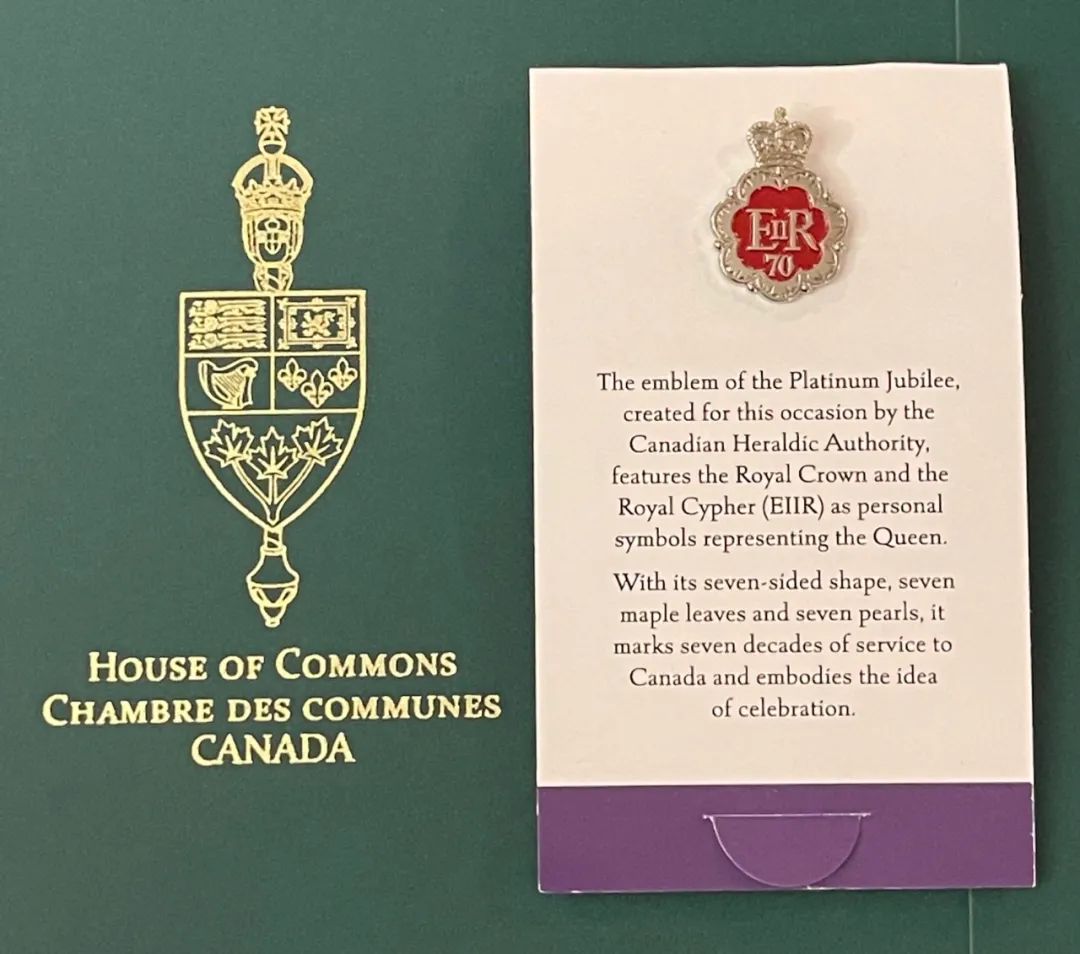 House of Commons
Chambre des communes
CANADA
EIIR
70
The emblem of the Platinum Jubilee,
created for this occasion by the
Canadian Heraldic Authority,
features the Royal Crown and the
Royal Cypher (EIIR) as personal
symbols representing the Queen.
With its seven-sided shape, seven
maple leaves and seven pearls, it
marks seven decades of service to
Canada and embodies the idea
of celebration.